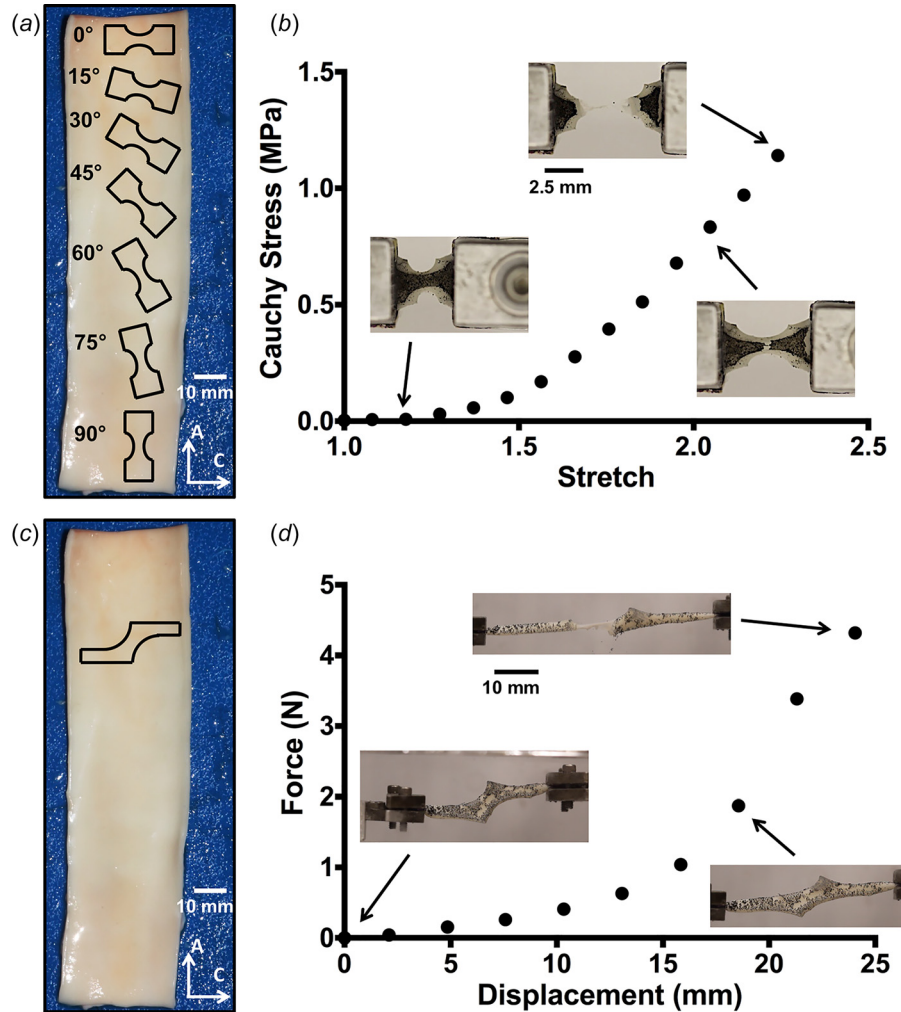 (a)
0°
15°
30°
45°
60°
75°
90°
10 mm
A
C
(b)
Cauchy Stress (MPa)
1.5
1.0
0.5
0.0
1.0
1.5
2.0
2.5
Stretch
2.5 mm
(c)
10 mm
A
C
(d)
Force (N)
5
4
3
2
1
0
0
5
10
15
20
25
Displacement (mm)
10 mm